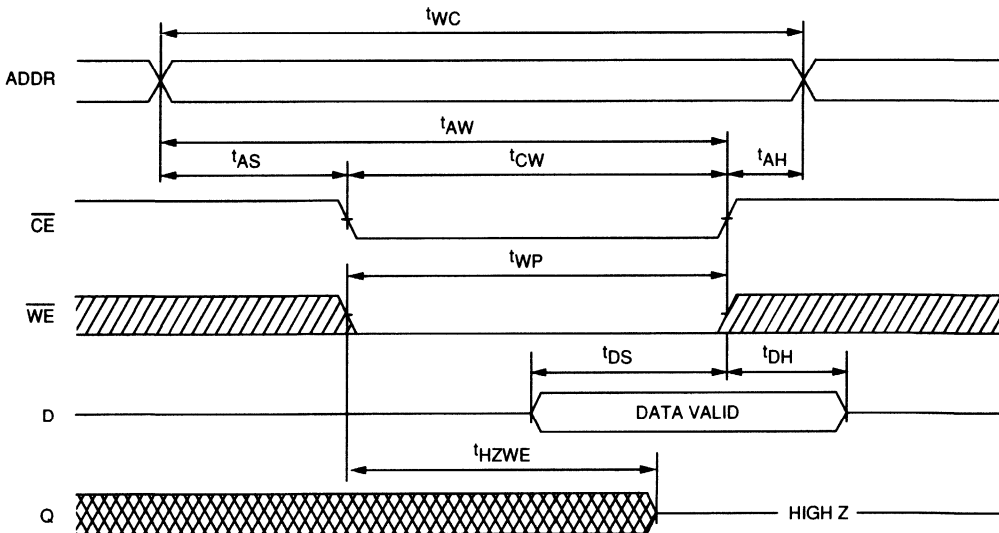 tWC
ADDR
tAW
tAS
tCW
tAH
CE
tWP
WE
tDS
tDH
D
DATA VALID
tHZWE
Q
HIGH Z